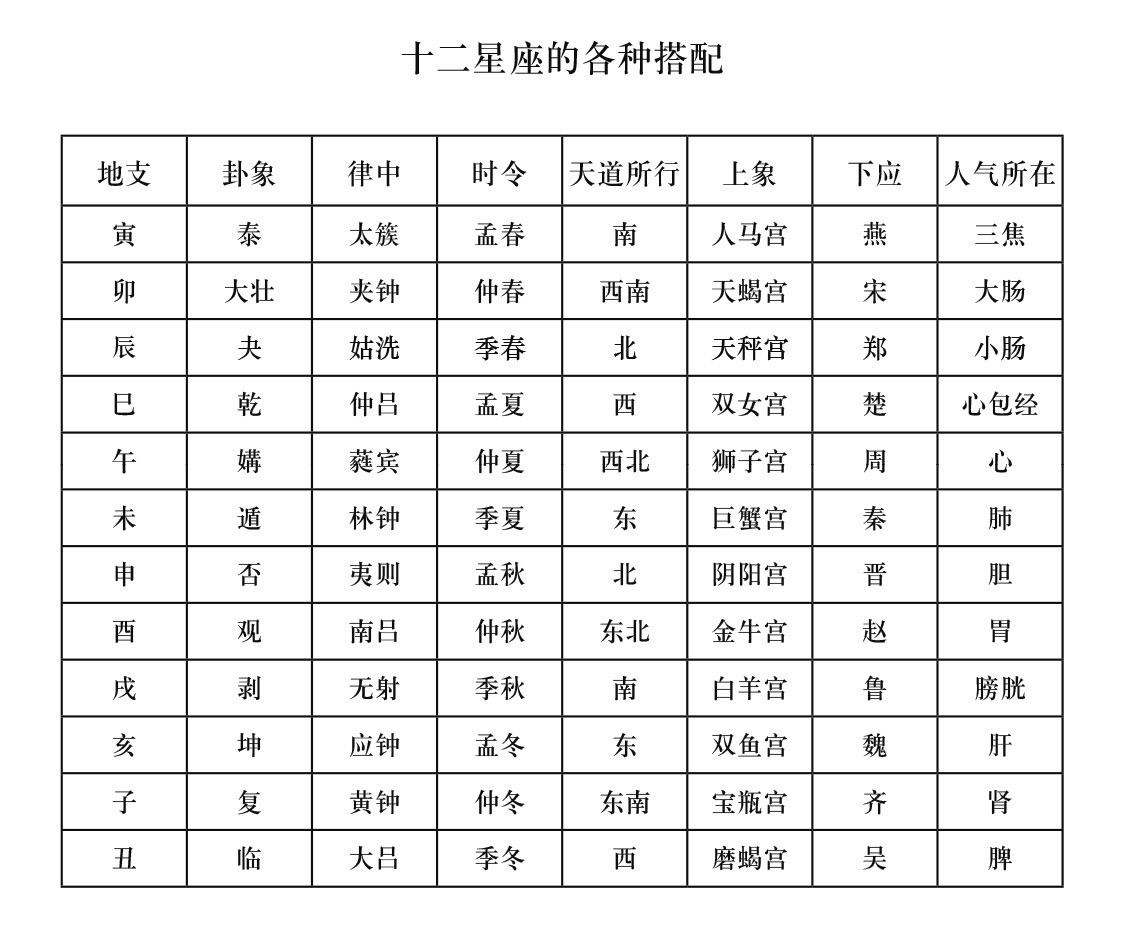 十二星座的各种搭配
地支 卦象 律中 时令 天道所行 上象 下应 人气所在
寅 泰 太簇 孟春 南 人马宫 燕 三焦
卯 大壮 夹钟 仲春 西南 天蝎宫 宋 大肠
辰 夬 姑洗 季春 北 天秤宫 郑 小肠
巳 乾 仲吕 孟夏 西 双女宫 楚 心包经
午 媾 蕤宾 仲夏 西北 狮子宫 周 心
未 遁 林钟 季夏 东 巨蟹宫 秦 肺
申 否 夷则 孟秋 北 阴阳宫 晋 胆
酉 观 南吕 仲秋 东北 金牛宫 赵 胃
戌 剥 无射 季秋 南 白羊宫 鲁 膀胱
亥 坤 应钟 孟冬 东 双鱼宫 魏 肝
子 复 黄钟 仲冬 东南 宝瓶宫 齐 肾
丑 临 大吕 季冬 西 磨蝎宫 吴 脾